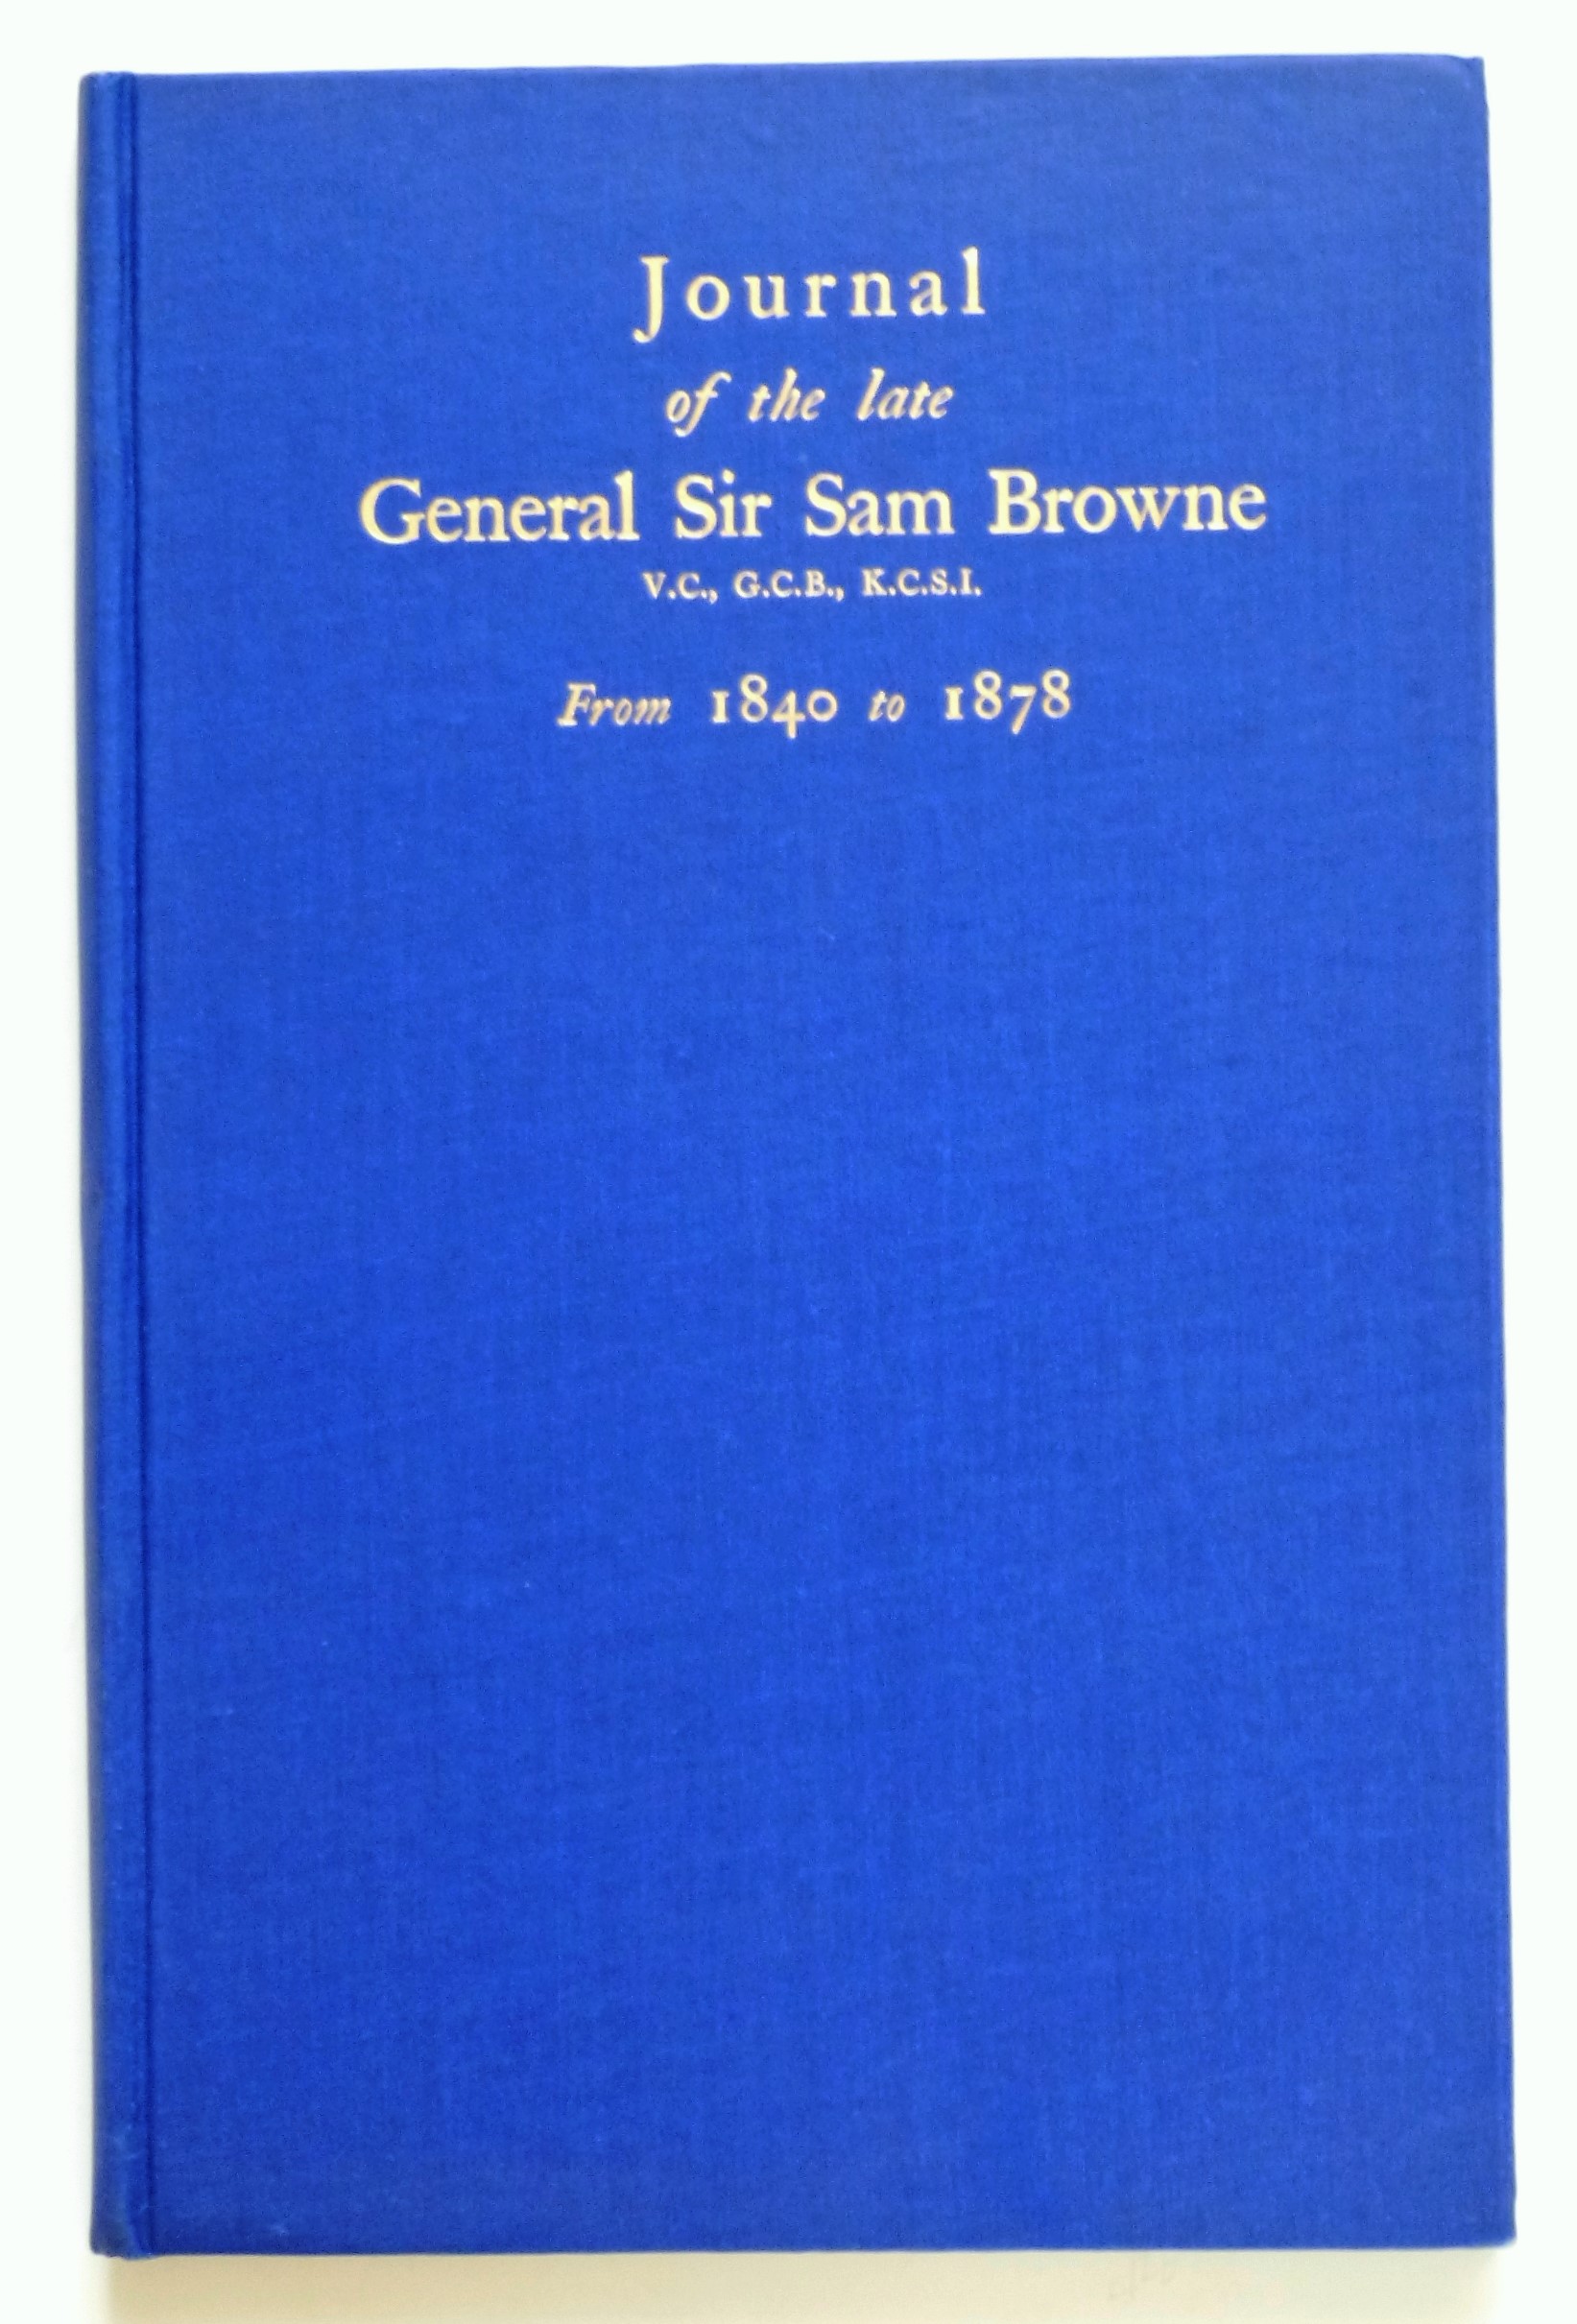 Journal
of the late
General Sir Sam Browne
V.C., G.C.B., K.C.S.I.
From 1840 to 1878